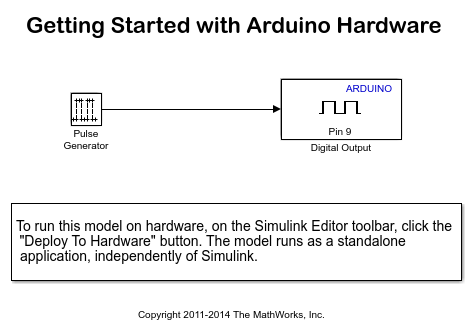 Getting Started with Arduino Hardware
ARDUINO
Pin 9
Pulse
Generator
Digital Output
To run this model on hardware, on the Simulink Editor toolbar, click the
"Deploy To Hardware" button. The model runs as a standalone
application, independently of Simulink.
Copyright 2011-2014 The MathWorks, Inc.